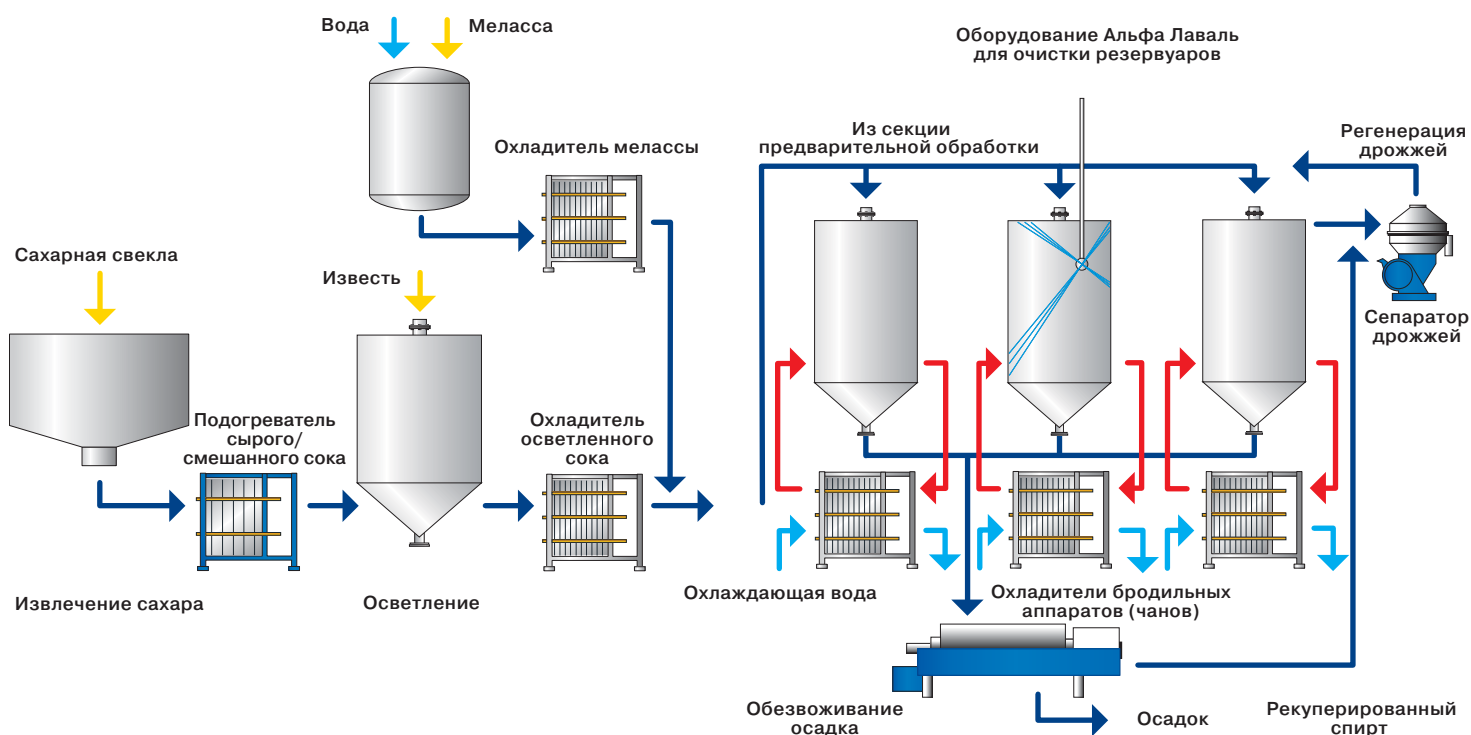 Вода
Меласса
Оборудование Альфа Лаваль
для очистки резервуаров
Охладитель мелассы
Из секции
предварительной обработки
Регенерация
дрожжей
Сахарная свекла
Известь
Сепаратор
дрожжей
Подогреватель
сырого/
смешанного сока
Охладитель
осветленного
сока
Извлечение сахара
Осветление
Охлаждающая вода
Охладители бродильных
аппаратов (чанов)
Обезвоживание
осадка
Осадок
Рекуперированный
спирт